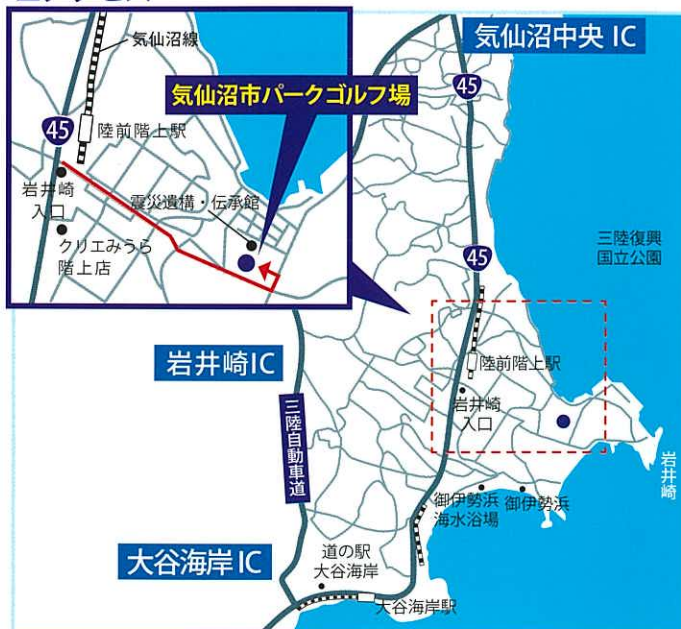 気仙沼線
気仙沼中央 IC
45
気仙沼市パークゴルフ場
45
陸前階上駅
岩井崎
入口
震災遺構・伝承館
クリエみうら
階上店
三陸復興
国立公園
45
岩井崎IC
陸前階上駅
三陸自動車道
岩井崎
入口
岩井崎
御伊勢浜
海水浴場
御伊勢浜
大谷海岸 IC
道の駅
大谷海岸
大谷海岸駅